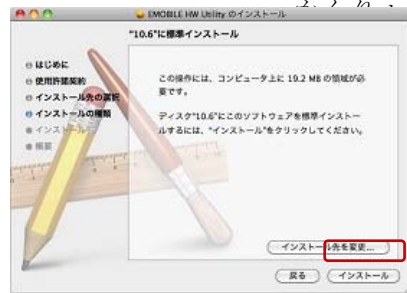 EMOBILE HW Utility のインストール
"10.6"に標準インストール
はじめに
使用許諾契約
インストール先の選択
インストールの種類
インストール
概要
この操作には、コンピュータ上に 19.2 MB の領域が必
要です。
ディスク"10.6"にこのソフトウェアを標準インストー
ルするには、"インストール"をクリックしてください。
インストール先を変更...
戻る
インストール